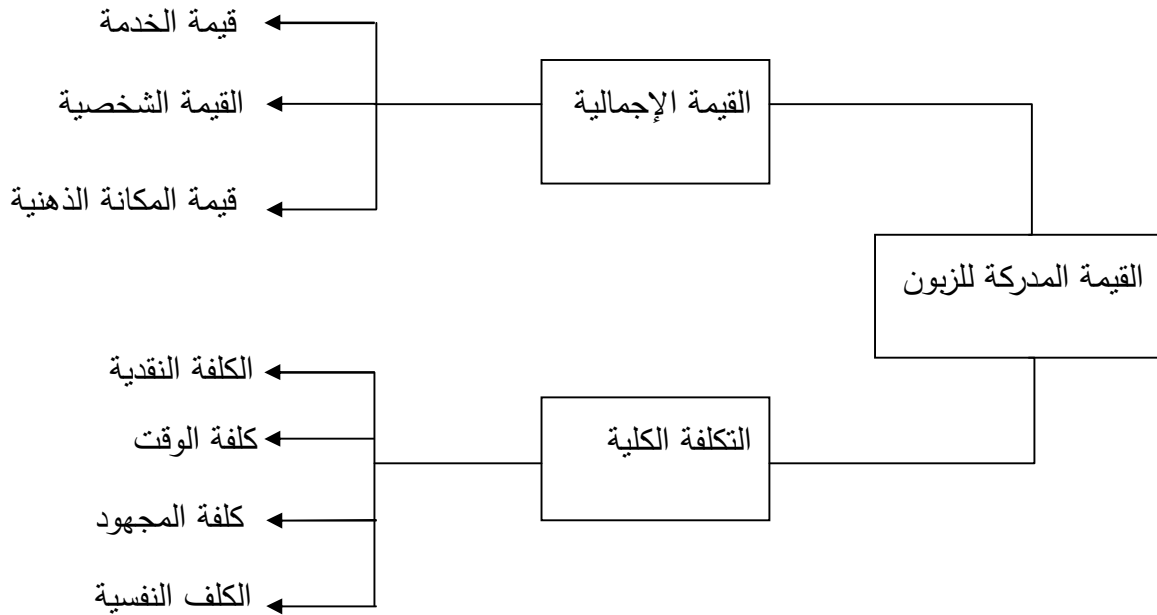 قيمة الخدمة
القيمة الإجمالية
القيمة الشخصية
قيمة المكانة الذهنية
القيمة المدركة للزبون
الكلفة النقدية
التكلفة الكلية
كلفة الوقت
كلفة المجهود
الكلف النفسية